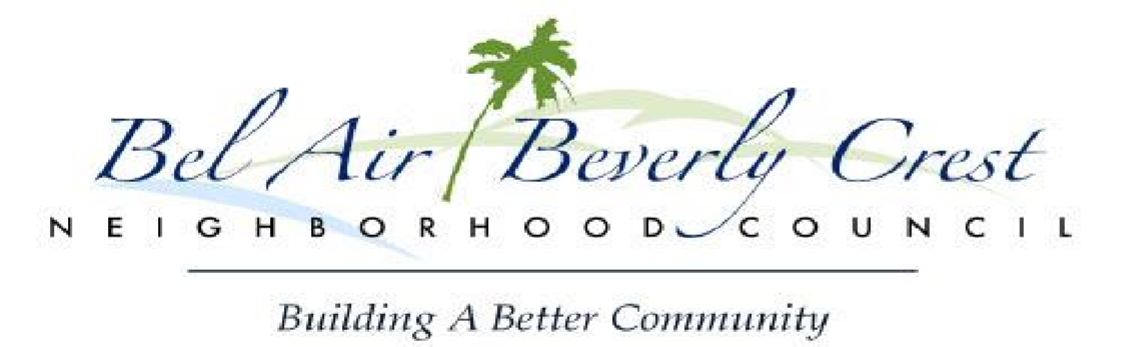 Bel Air Beverly Crest
NEIGHBORHOOD COUNCIL
Building A Better Community